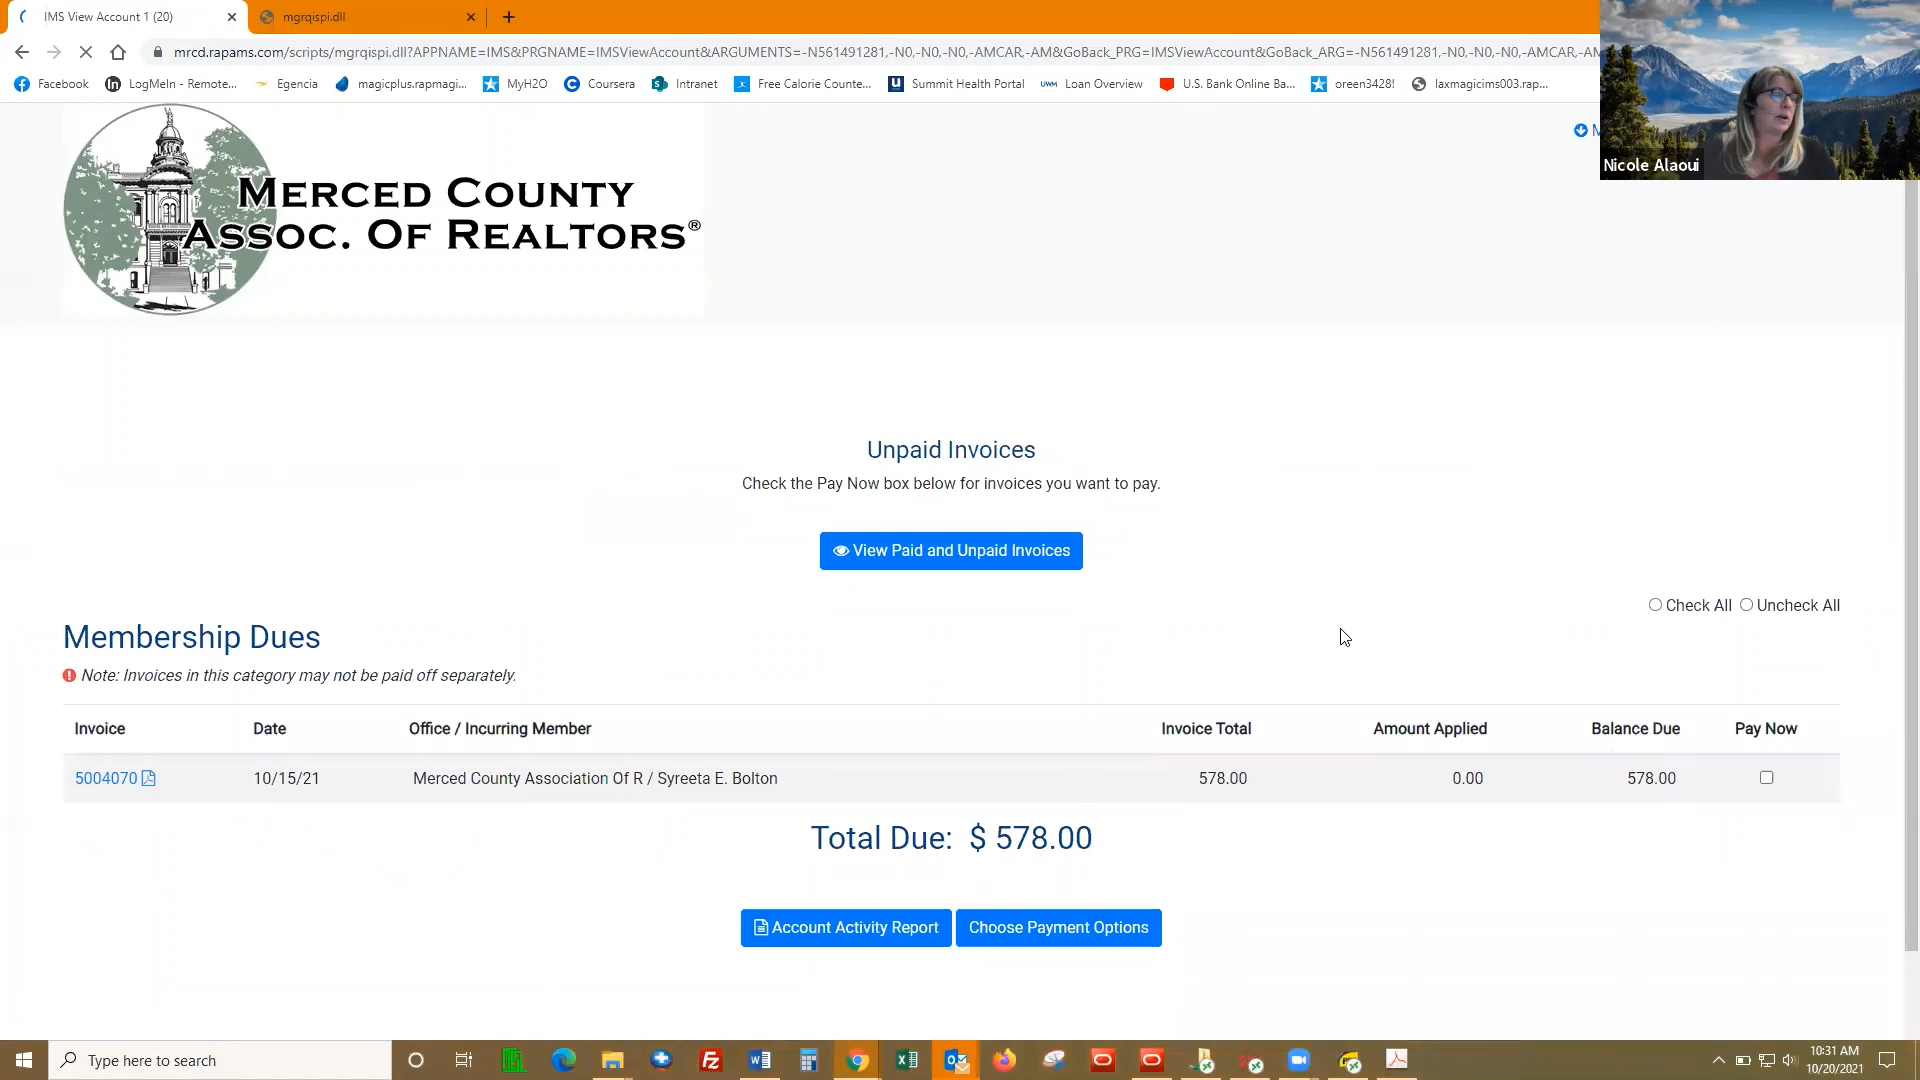 IMS View Account 1 (20)
mgrqispi.dll
mrcd.rapams.com/scripts/mgrqispi.dll?APPNAME=IMS&PRGNAME=IMSViewAccount&ARGUMENTS=-N561491281,-N0,-N0,-N0,-AMCAR,-AM&GoBack_PRG=IMSViewAccount&GoBack_ARG=-N561491281,-N0,-N0,-N0,-AMCAR,-AM
Facebook LogMeIn - Remote... Egencia magicplus.rapmagi... MyH2O Coursera Intranet Free Calorie Counte... Summit Health Portal UWM Loan Overview U.S. Bank Online Ba... oreen3428! laxmagicims003.rap...
Nicole Alaoui
MERCED COUNTY
ASSOC. OF REALTORS®
Unpaid Invoices
Check the Pay Now box below for invoices you want to pay.
View Paid and Unpaid Invoices
Check All Uncheck All
Membership Dues
Note: Invoices in this category may not be paid off separately.
Invoice Date Office / Incurring Member Invoice Total Amount Applied Balance Due Pay Now
5004070 10/15/21 Merced County Association Of R / Syreeta E. Bolton 578.00 0.00 578.00
Total Due: $ 578.00
Account Activity Report Choose Payment Options
Type here to search
10:31 AM
10/20/2021